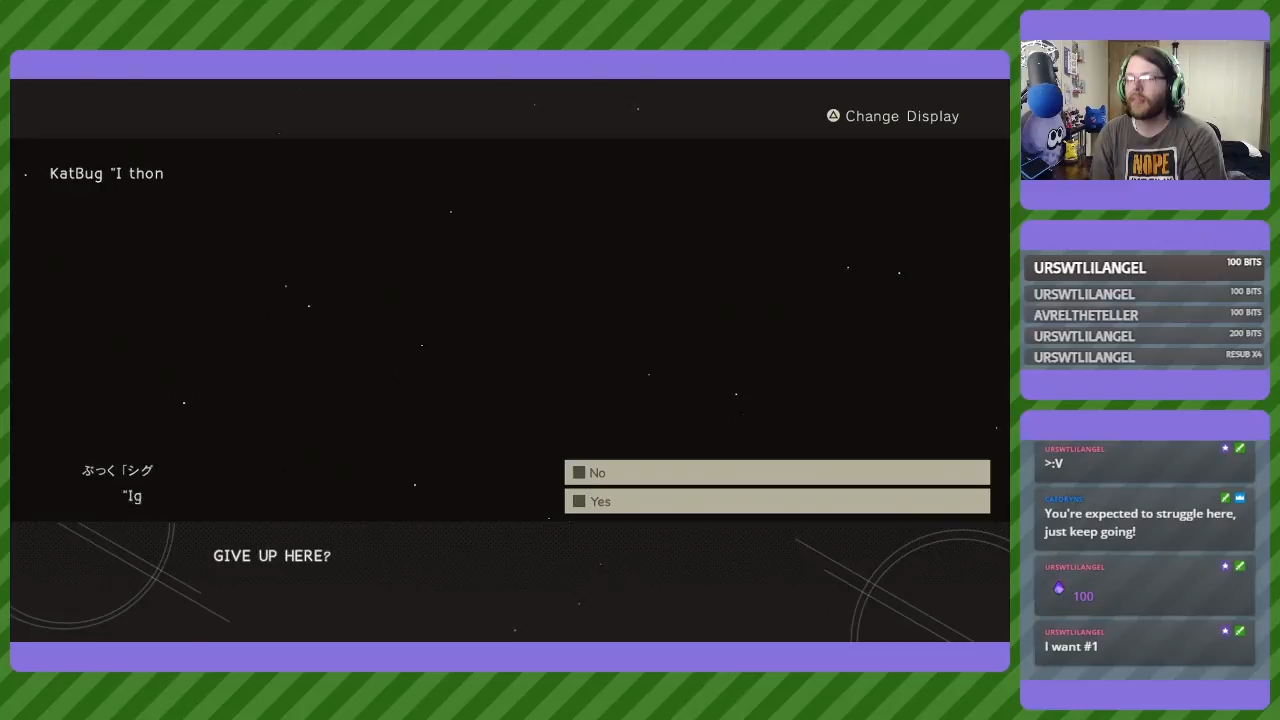 Change Display
KatBug "I thon
ぶっく「シグ
"Ig
No
Yes
GIVE UP HERE?
NOPE
URSWTLILANGEL 100 BITS
URSWTLILANGEL 100 BITS
AVRELTHETELLER 100 BITS
URSWTLILANGEL 200 BITS
URSWTLILANGEL RESUB X4
URSWTLILANGEL
>:V
You're expected to struggle here,
just keep going!
URSWTLILANGEL
100
URSWTLILANGEL
I want #1